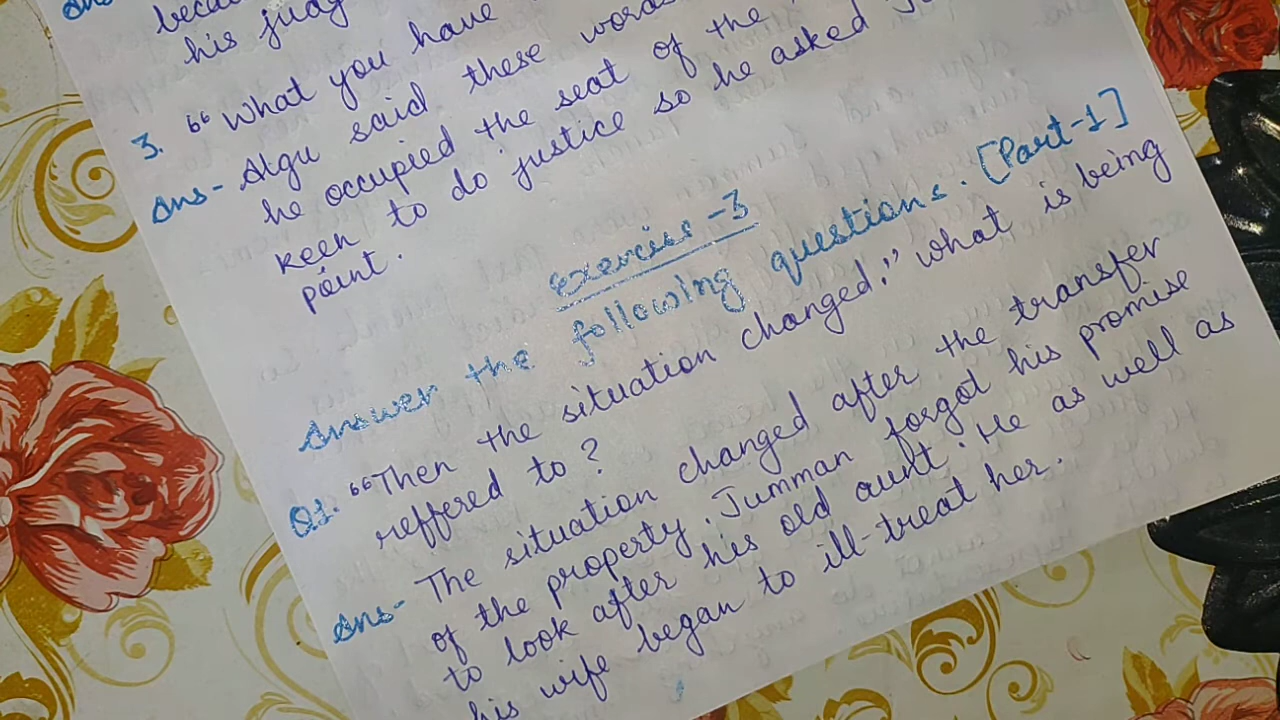 his judg
3. "What you have
Ans- Algu said these words
he occupied the seat of the
keen to do justice so he asked
point.
Exercise -3
Answer the following questions. [Part-1]
Q1. "Then the situation changed." what is being
reffered to?
Ans- The situation changed after the transfer
of the property. Jumman forgot his promise
to look after his old aunt. He as well as
his wife began to ill-treat her.